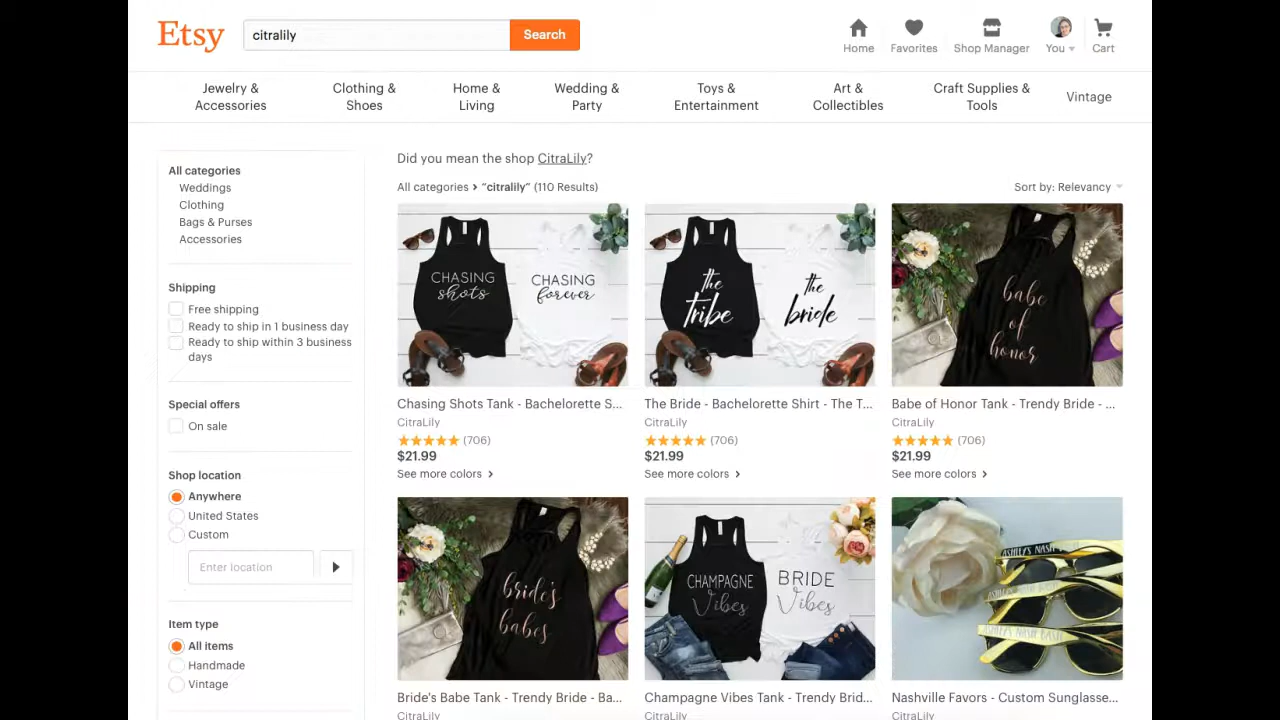 Etsy
citralily
Search
Home
Favorites
Shop Manager
You
Cart
Jewelry &
Accessories
Clothing &
Shoes
Home &
Living
Wedding &
Party
Toys &
Entertainment
Art &
Collectibles
Craft Supplies &
Tools
Vintage
All categories
Weddings
Clothing
Bags & Purses
Accessories
Shipping
Free shipping
Ready to ship in 1 business day
Ready to ship within 3 business
days
Special offers
On sale
Shop location
Anywhere
United States
Custom
Enter location
Item type
All items
Handmade
Vintage
Did you mean the shop CitraLily?
All categories > “citralily” (110 Results)
Sort by: Relevancy
CHASING
shots
CHASING
forever
Chasing Shots Tank - Bachelorette S...
CitraLily
(706)
$21.99
See more colors >
the
tribe
the
bride
The Bride - Bachelorette Shirt - The T...
CitraLily
(706)
$21.99
See more colors >
babe
of
honor
Babe of Honor Tank - Trendy Bride - ...
CitraLily
(706)
$21.99
See more colors >
bride's
babes
Bride's Babe Tank - Trendy Bride - Ba...
CitraLily
CHAMPAGNE
Vibes
BRIDE
Vibes
Champagne Vibes Tank - Trendy Brid...
CitraLily
ASHLEY'S NASH BASH
Nashville Favors - Custom Sunglasse...
CitraLily